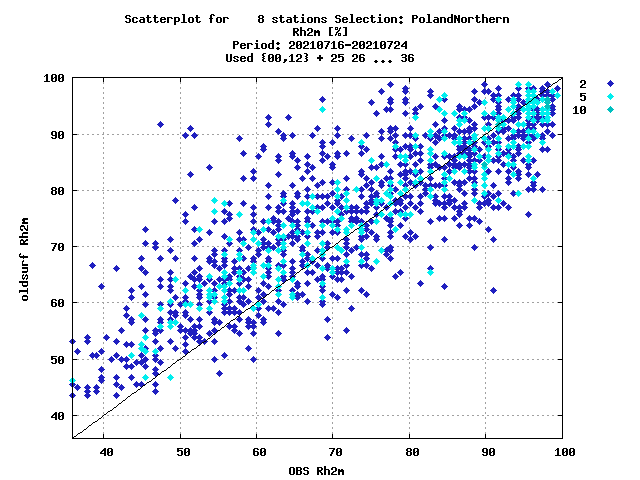 Scatterplot for    8 stations Selection: PolandNorthern
Rh2m [%]
Period: 20210716-20210724
Used {00,12} + 25 26 ... 36
2
5
10
100
90
80
70
60
50
40
oldsurf Rh2m
40 50 60 70 80 90 100
OBS Rh2m